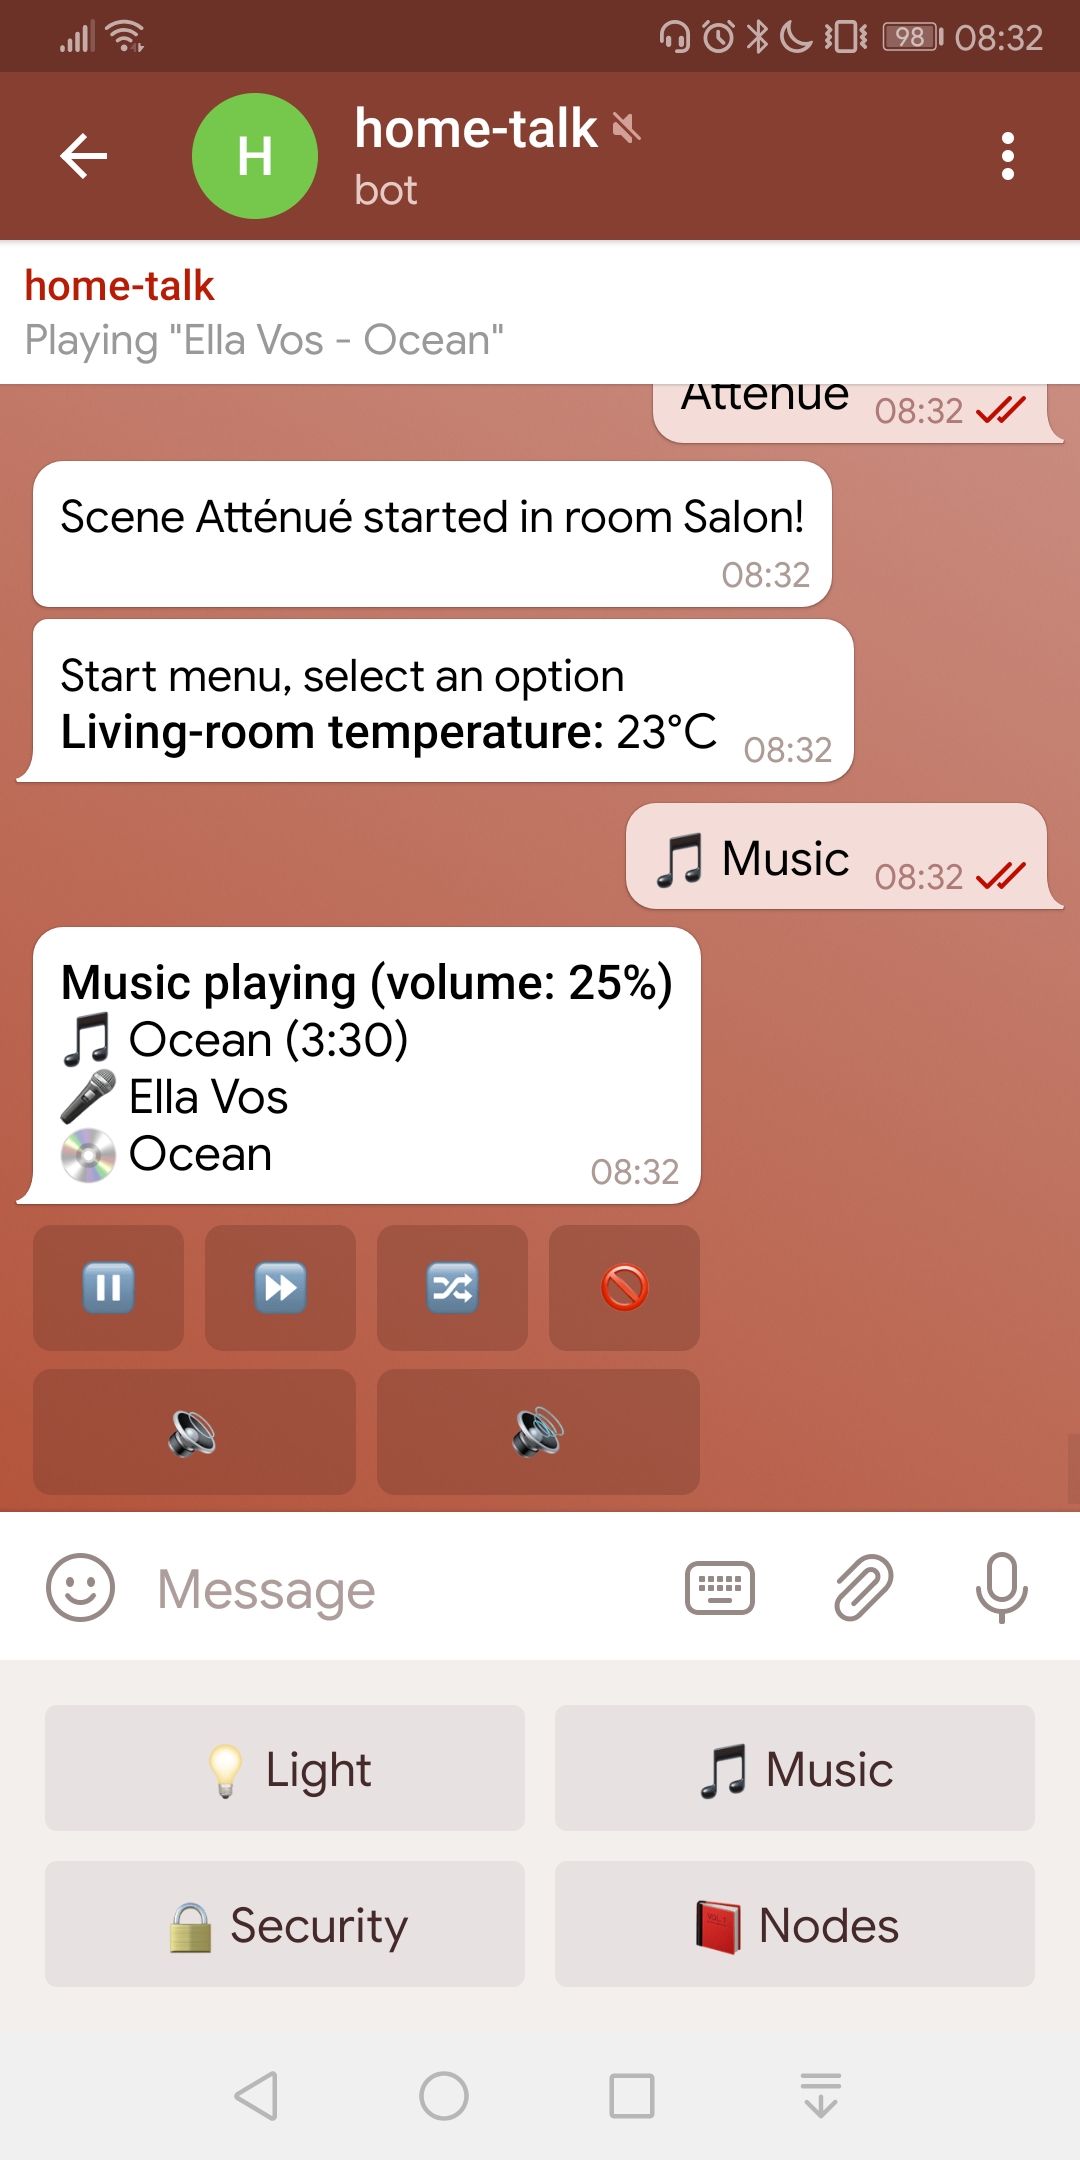 98 08:32
H
home-talk
bot
home-talk
Playing "Ella Vos - Ocean"
Atténué 08:32
Scene Atténué started in room Salon!
08:32
Start menu, select an option
Living-room temperature: 23°C 08:32
🎵 Music 08:32
Music playing (volume: 25%)
🎵 Ocean (3:30)
🎤 Ella Vos
💿 Ocean
08:32
Message
💡 Light
🎵 Music
🔒 Security
📕 Nodes